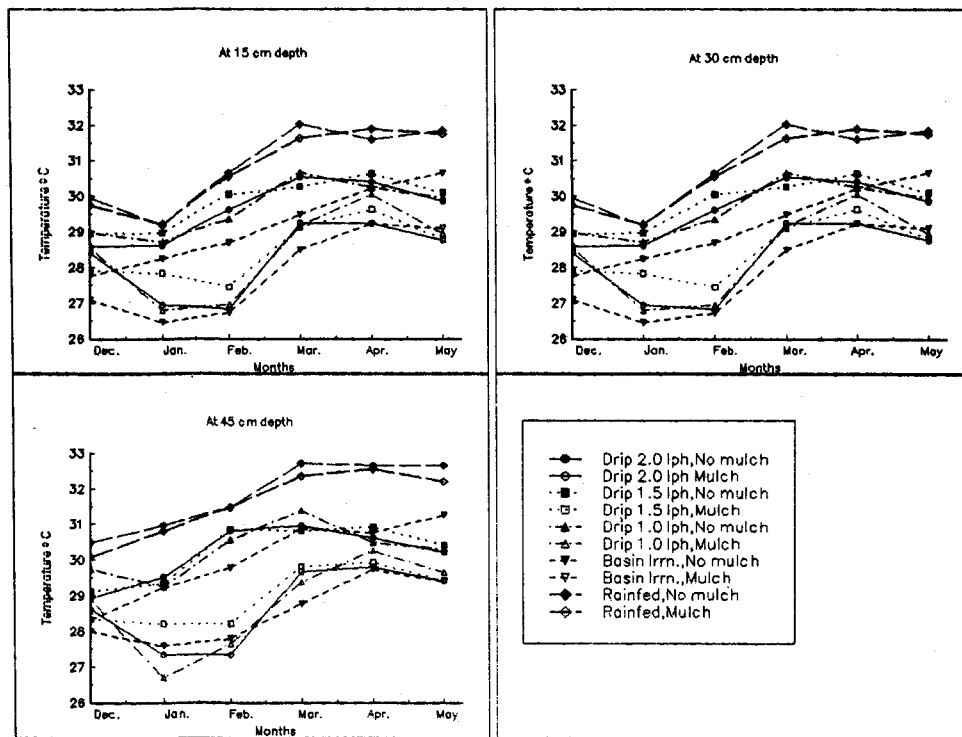 At 15 cm depth
33
32
31
30
29
28
27
26
Temperature °C
Dec. Jan. Feb. Mar. Apr. May
Months
At 30 cm depth
33
32
31
30
29
28
27
26
Temperature °C
Dec. Jan. Feb. Mar. Apr. May
Months
At 45 cm depth
33
32
31
30
29
28
27
26
Temperature °C
Dec. Jan. Feb. Mar. Apr. May
Months
Drip 2.0 lph,No mulch
Drip 2.0 lph Mulch
Drip 1.5 lph,No mulch
Drip 1.5 lph,Mulch
Drip 1.0 lph,No mulch
Drip 1.0 lph,Mulch
Basin Irrn.,No mulch
Basin Irrn.,Mulch
Rainfed,No mulch
Rainfed,Mulch